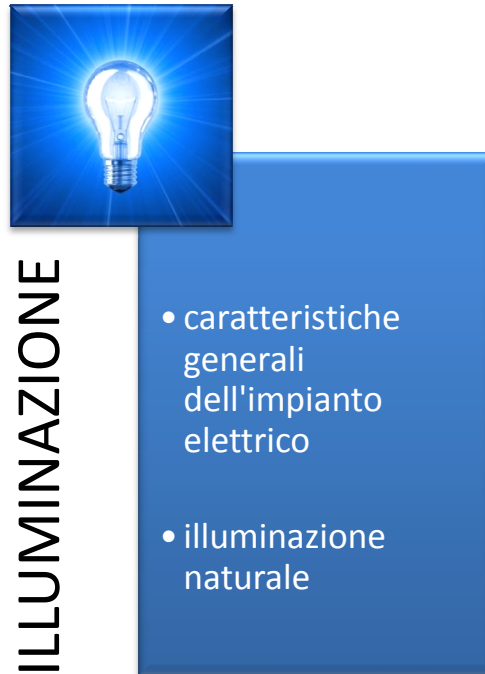 ILLUMINAZIONE
• caratteristiche
generali
dell'impianto
elettrico
• illuminazione
naturale